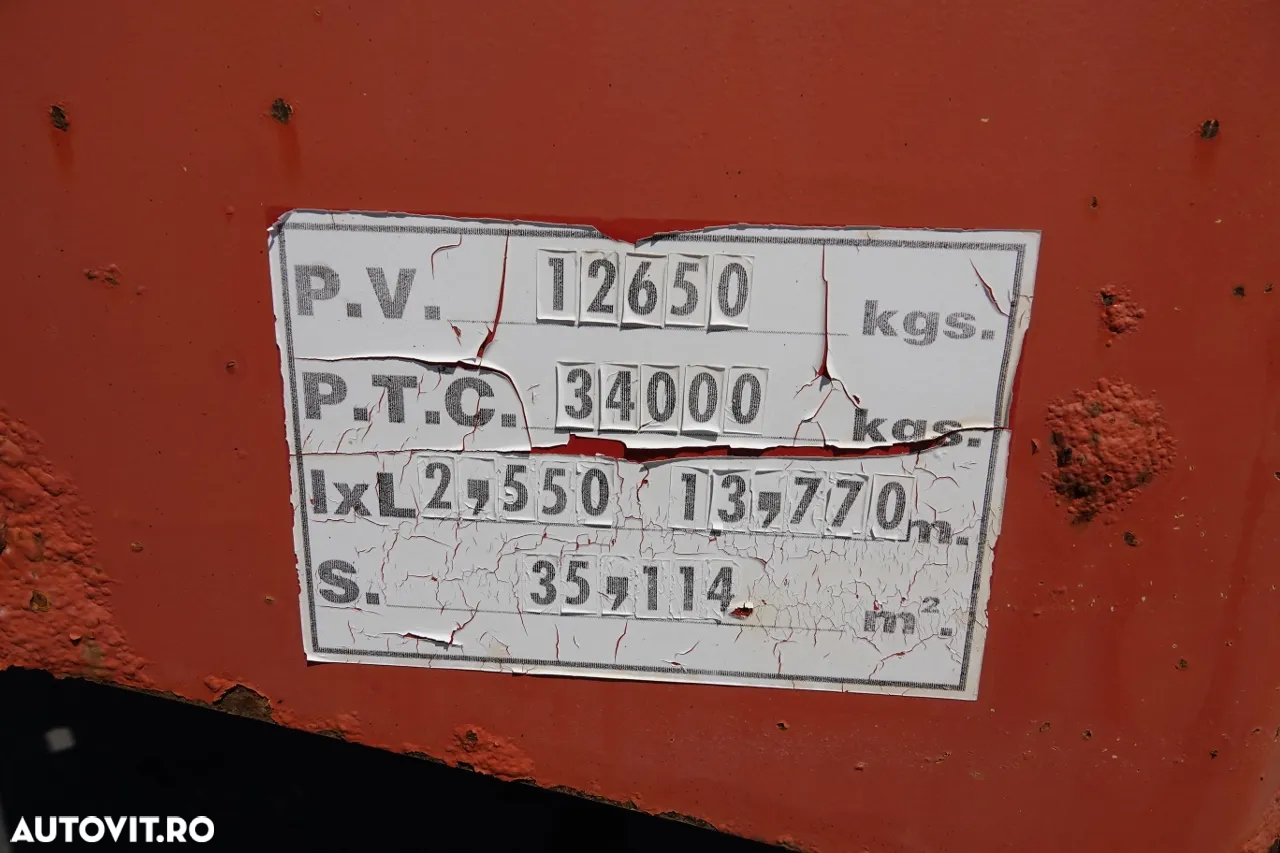 P.V. 12650 kgs.
P.T.C. 34000 kgs.
lxL 2,550 13,770 m.
S. 35,114 m².
AUTOVIT.RO